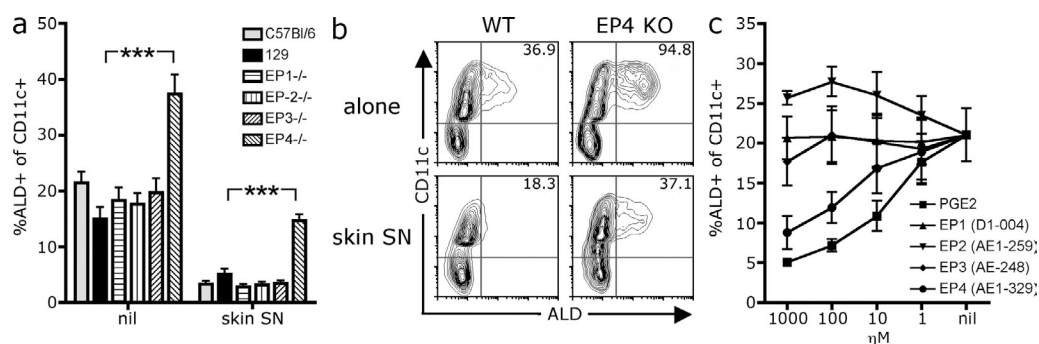 a
%ALD+ of CD11c+
50
40
30
20
10
0
***
***
C57Bl/6
129
EP1-/-
EP-2-/-
EP3-/-
EP4-/-
nil
skin SN
b
WT
EP4 KO
alone
skin SN
36.9
94.8
18.3
37.1
CD11c
ALD
c
%ALD+ of CD11c+
35
30
25
20
15
10
5
0
PGE2
EP1 (D1-004)
EP2 (AE1-259)
EP3 (AE-248)
EP4 (AE1-329)
1000
100
10
1
nil
ηM